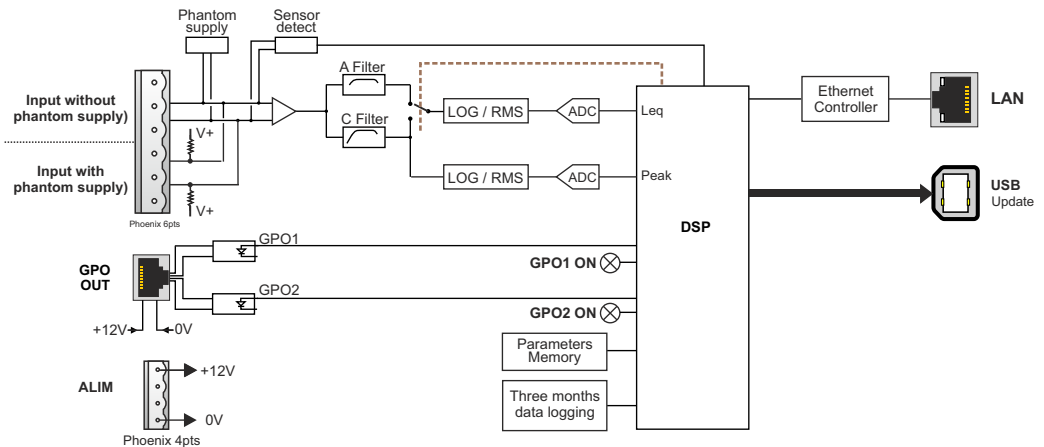 Phantom
supply
Sensor
detect
A Filter
C Filter
Input without
phantom supply)
Input with
phantom supply)
V+
V+
Phoenix 6pts
LOG / RMS
ADC
Leq
LOG / RMS
ADC
Peak
DSP
Ethernet
Controller
LAN
USB
Update
GPO
OUT
GPO1
GPO2
GPO1 ON
GPO2 ON
+12V
0V
Parameters
Memory
Three months
data logging
ALIM
+12V
0V
Phoenix 4pts